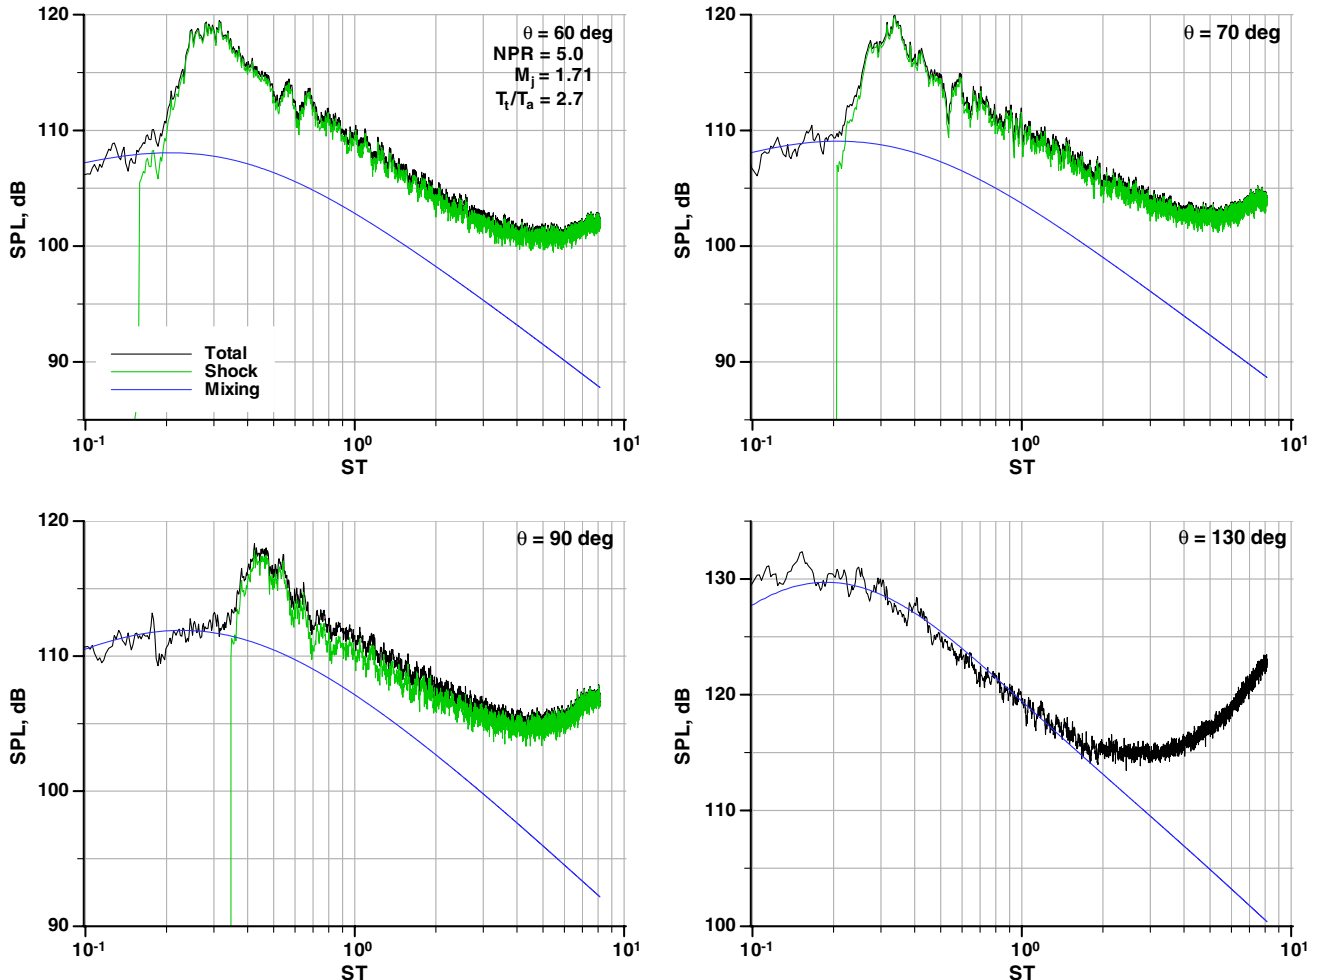 120
110
100
90
SPL, dB
θ = 60 deg
NPR = 5.0
Mj = 1.71
Tt/Ta = 2.7
Total
Shock
Mixing
10-1
100
101
ST
120
110
100
90
SPL, dB
θ = 70 deg
10-1
100
101
ST
120
110
100
90
SPL, dB
θ = 90 deg
10-1
100
101
ST
130
120
110
100
SPL, dB
θ = 130 deg
10-1
100
101
ST